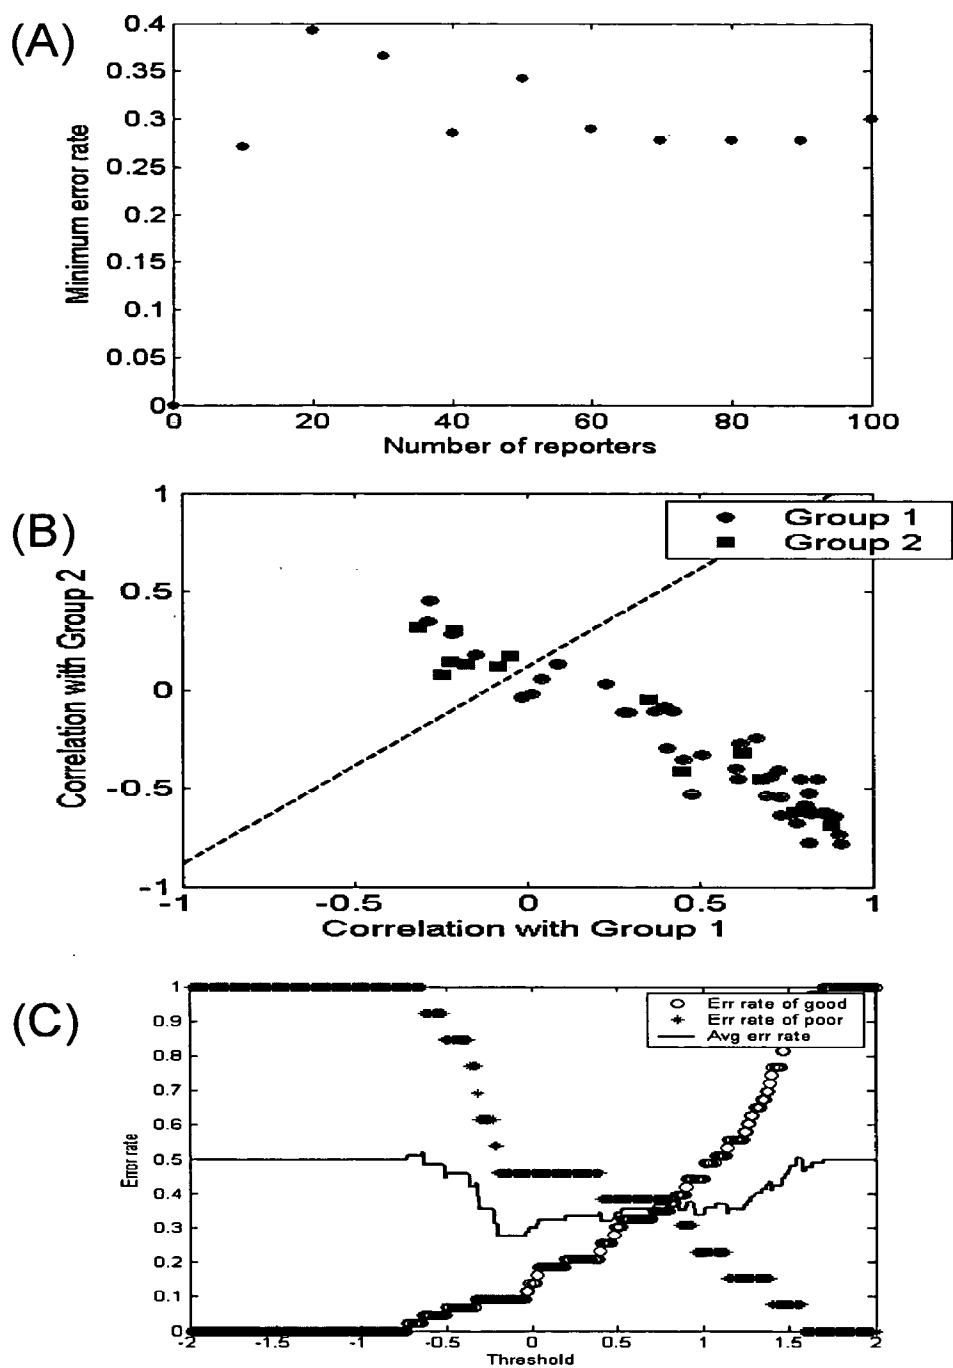 (A)
Minimum error rate
0.4
0.35
0.3
0.25
0.2
0.15
0.1
0.05
0
0 20 40 60 80 100
Number of reporters
(B)
Correlation with Group 2
Group 1
Group 2
1
0.5
0
-0.5
-1
-1 -0.5 0 0.5 1
Correlation with Group 1
(C)
Error rate
Err rate of good
Err rate of poor
Avg err rate
1
0.9
0.8
0.7
0.6
0.5
0.4
0.3
0.2
0.1
0
-2 -1.5 -1 -0.5 0 0.5 1 1.5 2
Threshold